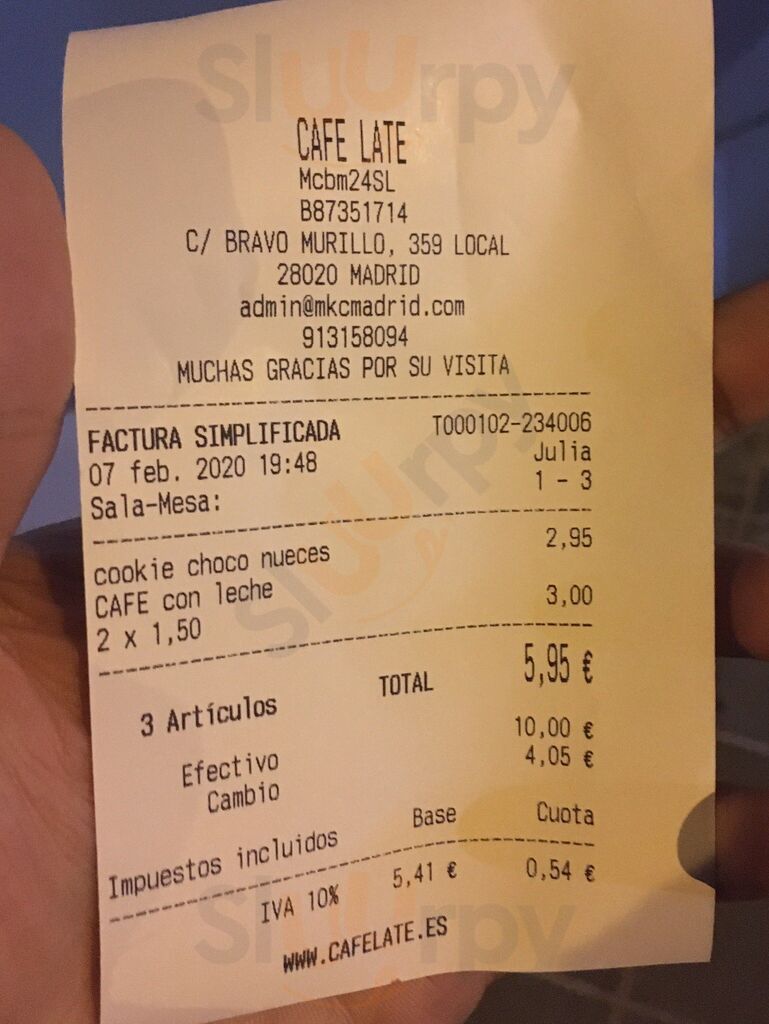 Sluurpy
CAFE LATE
Mcbm24SL
B87351714
C/ BRAVO MURILLO, 359 LOCAL
28020 MADRID
admin@mkcmadrid.com
913158094
MUCHAS GRACIAS POR SU VISITA
FACTURA SIMPLIFICADA T000102-234006
07 feb. 2020 19:48 Julia
Sala-Mesa: 1 - 3
Sluurpy
cookie choco nueces 2,95
CAFE con leche
2 x 1,50 3,00
3 Artículos TOTAL 5,95 €
Efectivo 10,00 €
Cambio 4,05 €
Impuestos incluidos Base Cuota
IVA 10% 5,41 € 0,54 €
Sluurpy
WWW.CAFELATE.ES